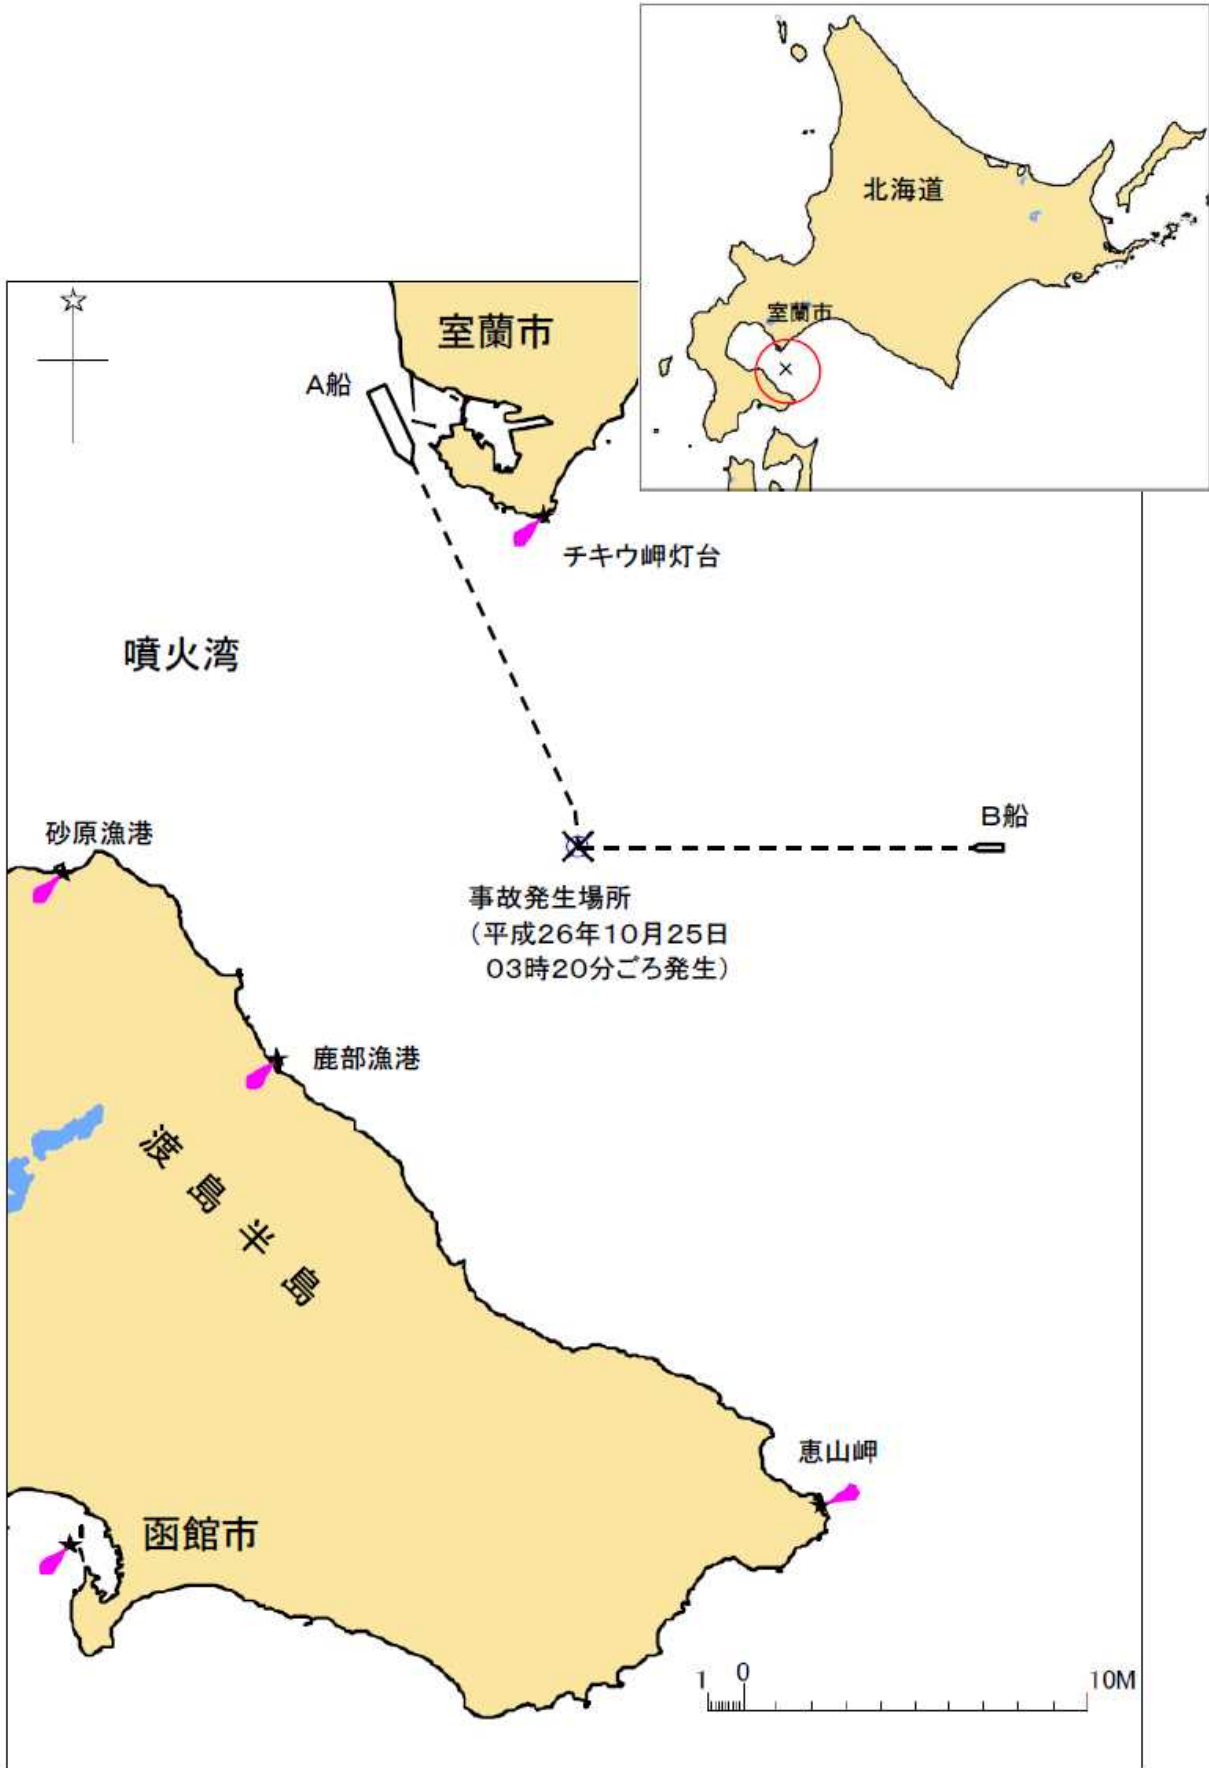 北海道
室蘭市
室蘭市
A船
チキウ岬灯台
噴火湾
B船
砂原漁港
事故発生場所
（平成26年10月25日
03時20分ごろ発生）
鹿部漁港
渡島半島
恵山岬
函館市
1 0 10M